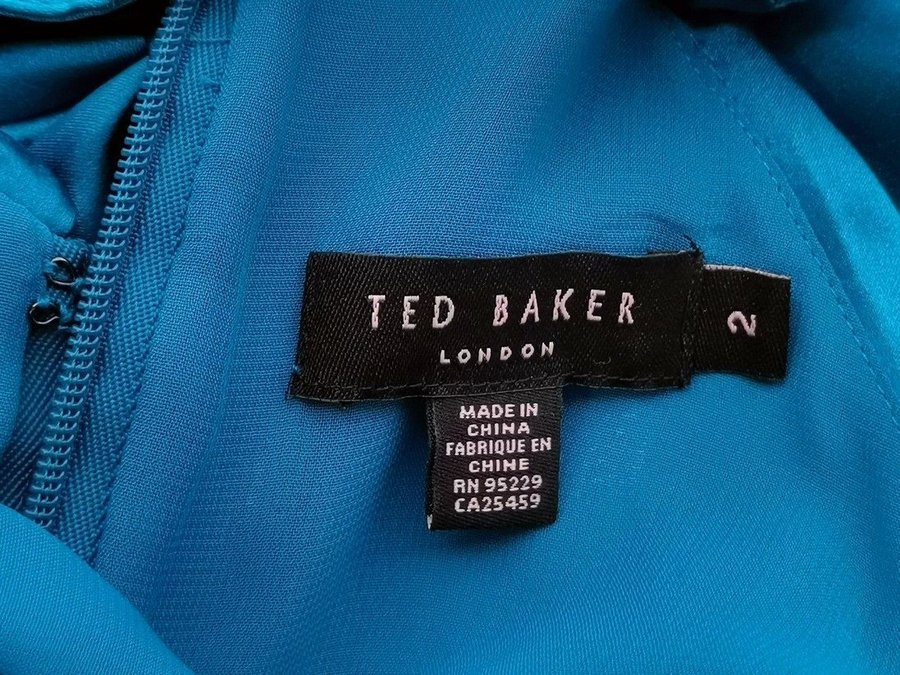 TED BAKER
LONDON
2
MADE IN
CHINA
FABRIQUE EN
CHINE
RN 95229
CA25459